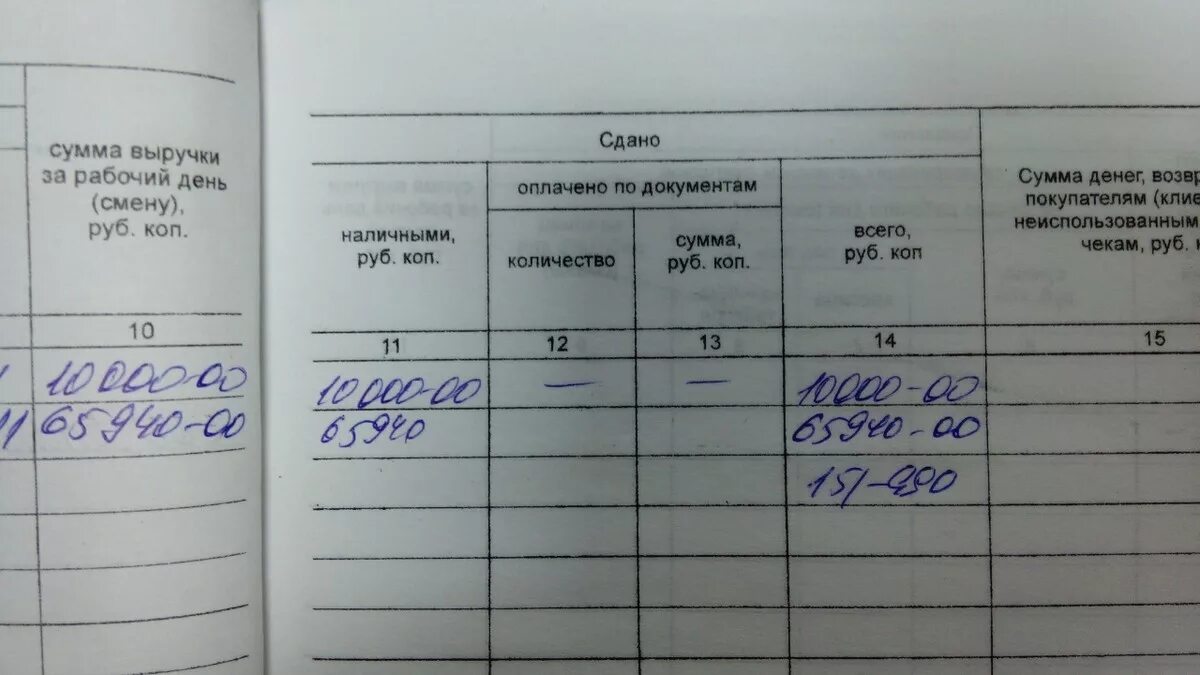 сумма выручки
за рабочий день
(смену),
руб. коп.
10
10000-00
11 65940-00
Сдано
оплачено по документам
наличными,
руб. коп.
количество
сумма,
руб. коп.
всего,
руб. коп
Сумма денег, возвр
покупателям (клие
неиспользованным
чекам, руб. к
11 12 13 14 15
10000-00 — — 10000-00
65940 65940-00